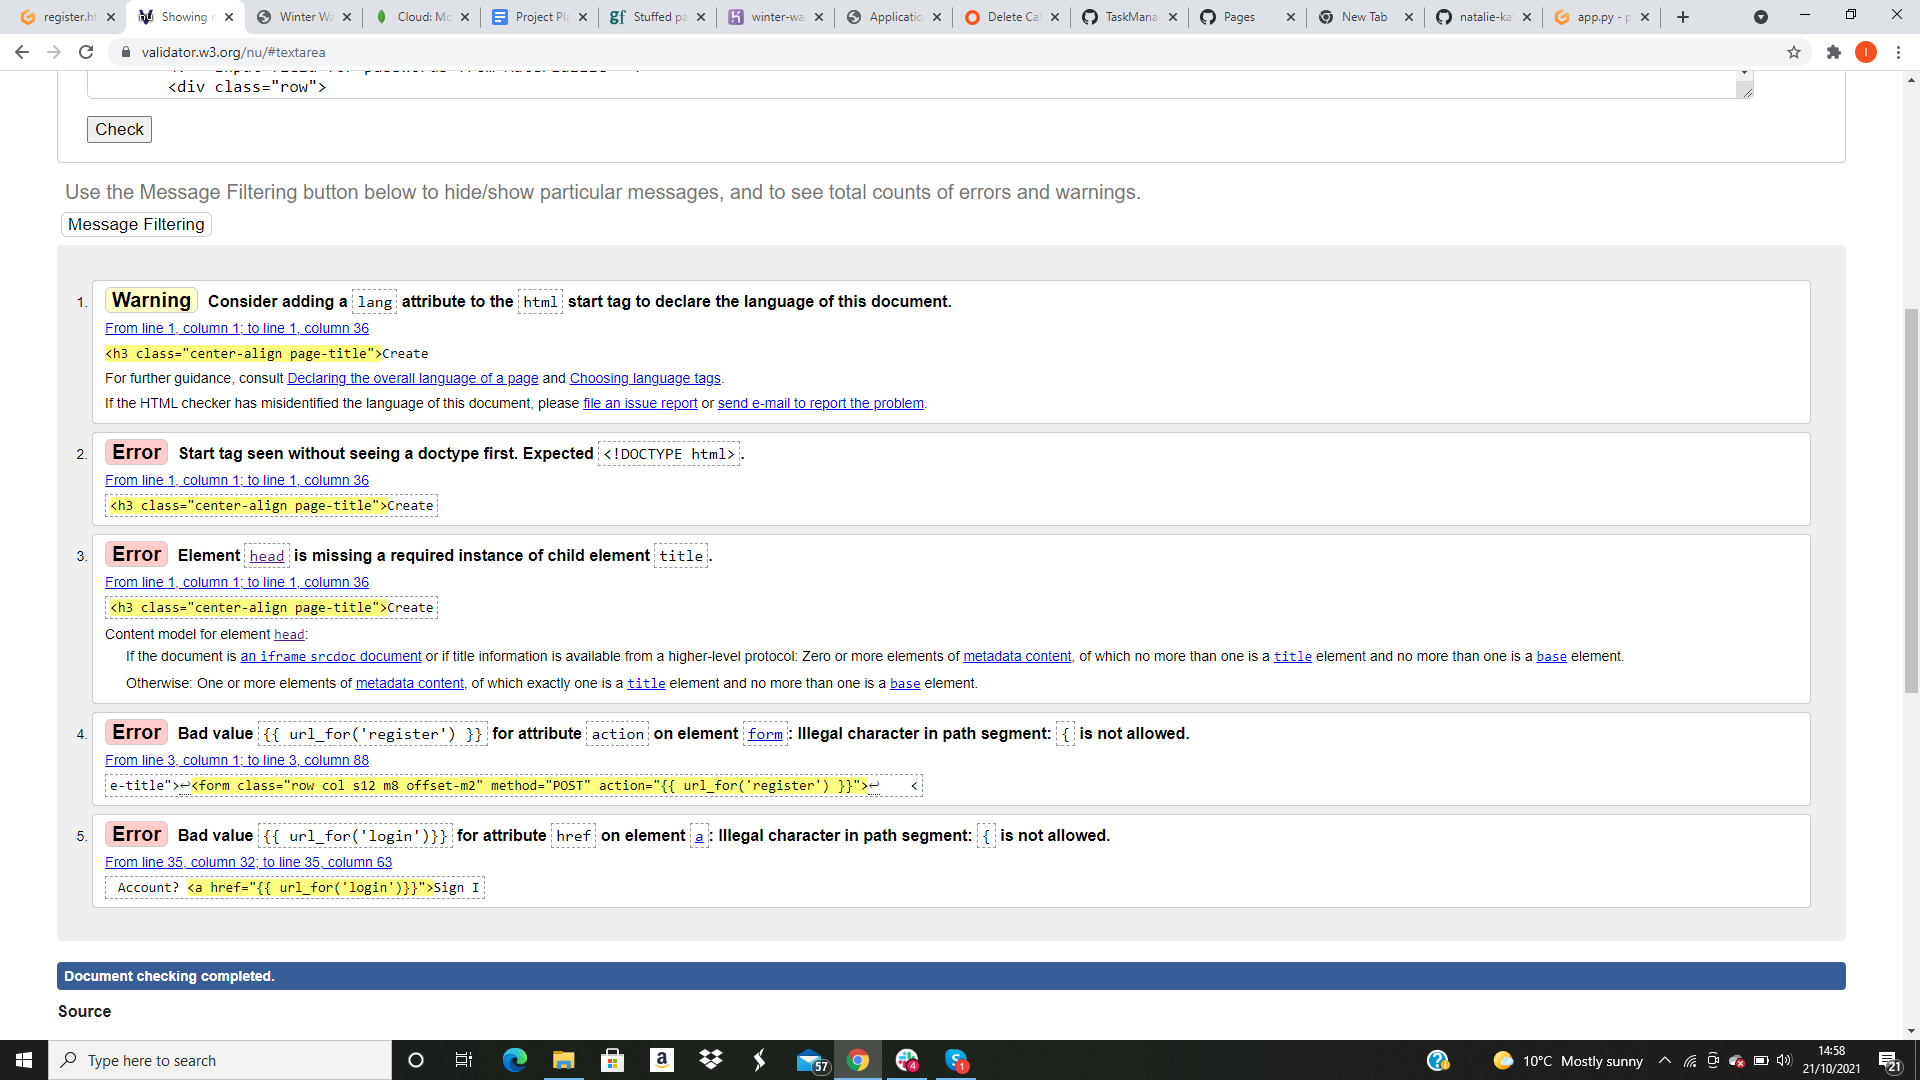 register.ht
Showing r
Winter Wa
Cloud: Mo
Project Pla
Stuffed pa
winter-wa
Applicatio
Delete Cat
TaskMana
Pages
New Tab
natalie-ka
app.py - p
validator.w3.org/nu/#textarea
I
<div class="row">
Check
Use the Message Filtering button below to hide/show particular messages, and to see total counts of errors and warnings.
Message Filtering
1. Warning Consider adding a lang attribute to the html start tag to declare the language of this document.
From line 1, column 1; to line 1, column 36
<h3 class="center-align page-title">Create
For further guidance, consult Declaring the overall language of a page and Choosing language tags.
If the HTML checker has misidentified the language of this document, please file an issue report or send e-mail to report the problem.
2. Error Start tag seen without seeing a doctype first. Expected <!DOCTYPE html>.
From line 1, column 1; to line 1, column 36
<h3 class="center-align page-title">Create
3. Error Element head is missing a required instance of child element title.
From line 1, column 1; to line 1, column 36
<h3 class="center-align page-title">Create
Content model for element head:
If the document is an iframe srcdoc document or if title information is available from a higher-level protocol: Zero or more elements of metadata content, of which no more than one is a title element and no more than one is a base element.
Otherwise: One or more elements of metadata content, of which exactly one is a title element and no more than one is a base element.
4. Error Bad value {{ url_for('register') }} for attribute action on element form: Illegal character in path segment: { is not allowed.
From line 3, column 1; to line 3, column 88
e-title">↩<form class="row col s12 m8 offset-m2" method="POST" action="{{ url_for('register') }}">↩ <
5. Error Bad value {{ url_for('login')}} for attribute href on element a: Illegal character in path segment: { is not allowed.
From line 35, column 32; to line 35, column 63
Account? <a href="{{ url_for('login')}}">Sign I
Document checking completed.
Source
Type here to search
57
4
1
10°C Mostly sunny
14:58
21/10/2021
21